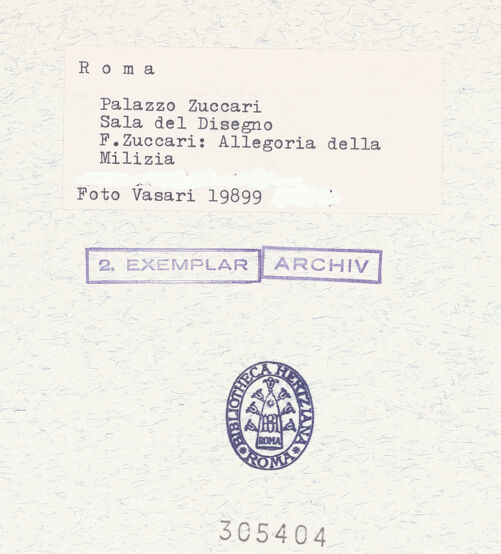 Roma
Palazzo Zuccari
Sala del Disegno
F.Zuccari: Allegoria della
Milizia
Foto Vasari 19899
2. EXEMPLAR ARCHIV
BIBLIOTHECA HERTZIANA
ROMA
ROMA
305404